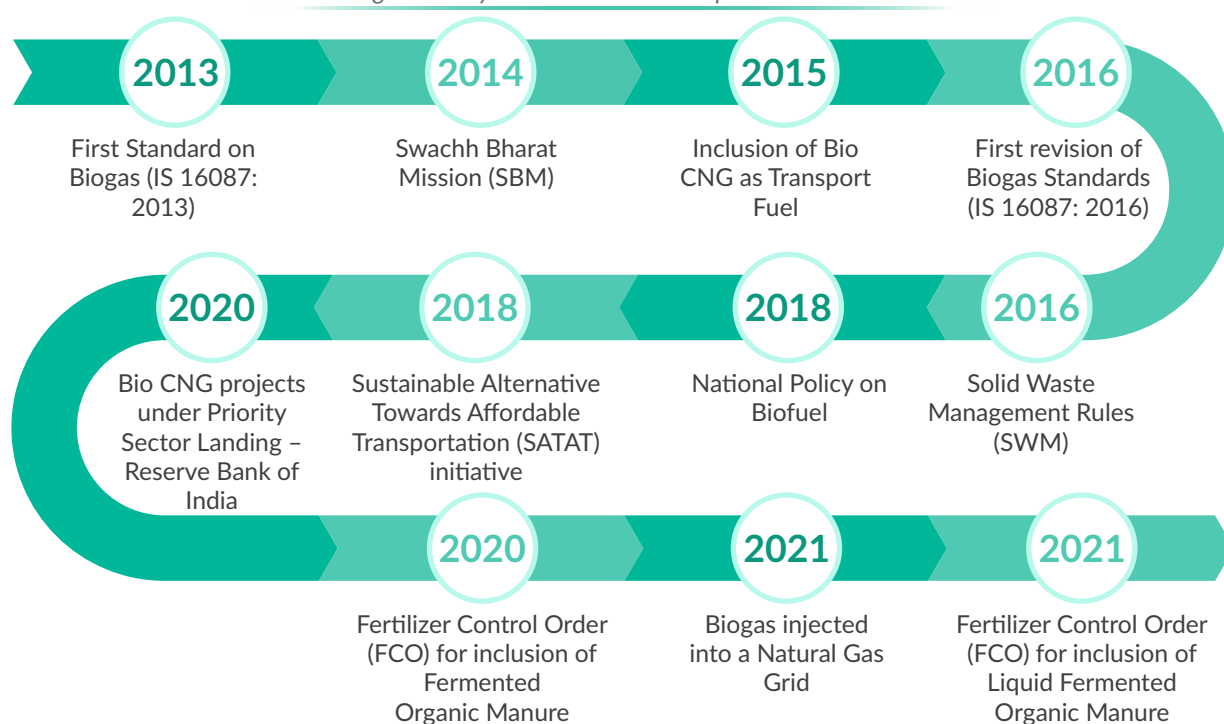 2013
First Standard on
Biogas (IS 16087:
2013)
2014
Swachh Bharat
Mission (SBM)
2015
Inclusion of Bio
CNG as Transport
Fuel
2016
First revision of
Biogas Standards
(IS 16087: 2016)
2016
Solid Waste
Management Rules
(SWM)
2018
National Policy on
Biofuel
2018
Sustainable Alternative
Towards Affordable
Transportation (SATAT)
initiative
2020
Bio CNG projects
under Priority
Sector Landing –
Reserve Bank of
India
2020
Fertilizer Control Order
(FCO) for inclusion of
Fermented
Organic Manure
2021
Biogas injected
into a Natural Gas
Grid
2021
Fertilizer Control Order
(FCO) for inclusion of
Liquid Fermented
Organic Manure